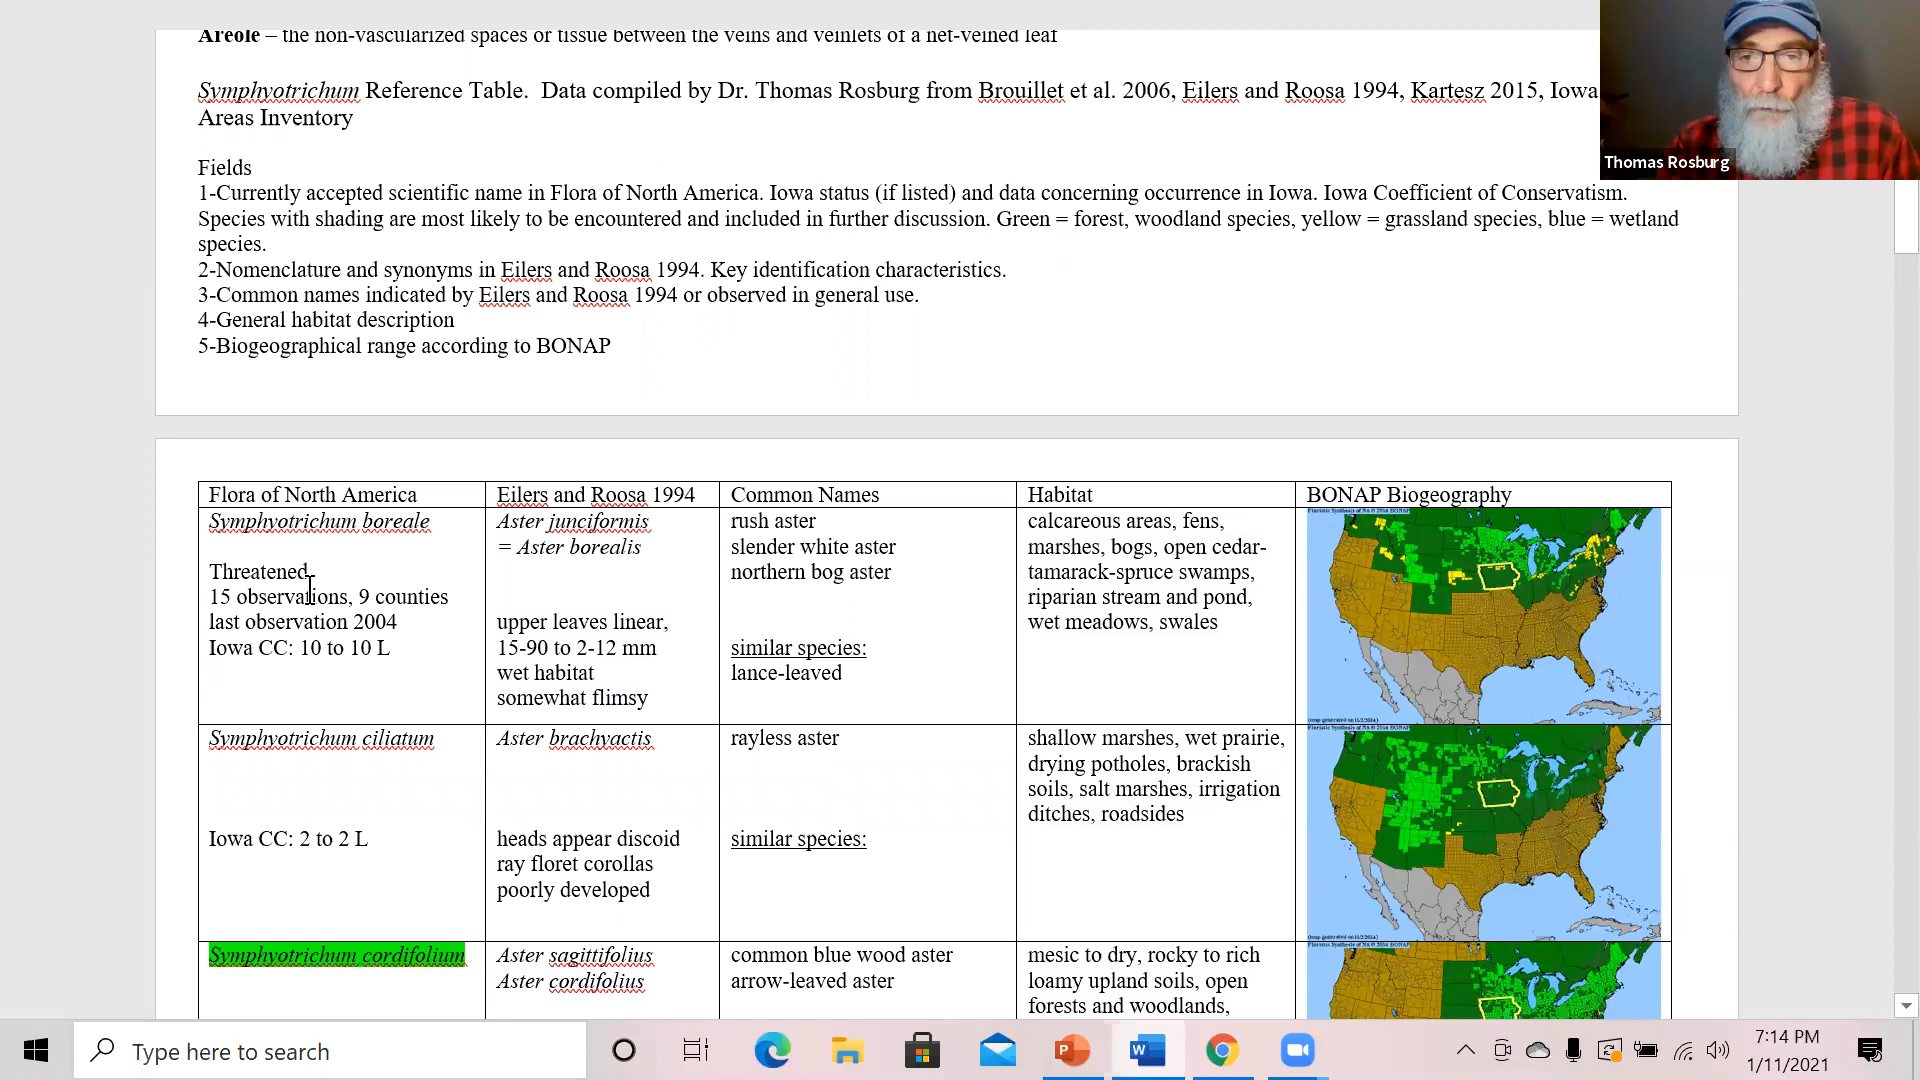 Areole – the non-vascularized spaces or tissue between the veins and veinlets of a net-veined leaf
Symphyotrichum Reference Table.  Data compiled by Dr. Thomas Rosburg from Brouillet et al. 2006, Eilers and Roosa 1994, Kartesz 2015, Iowa
Areas Inventory
Thomas Rosburg
Fields
1-Currently accepted scientific name in Flora of North America. Iowa status (if listed) and data concerning occurrence in Iowa. Iowa Coefficient of Conservatism.
Species with shading are most likely to be encountered and included in further discussion. Green = forest, woodland species, yellow = grassland species, blue = wetland
species.
2-Nomenclature and synonyms in Eilers and Roosa 1994. Key identification characteristics.
3-Common names indicated by Eilers and Roosa 1994 or observed in general use.
4-General habitat description
5-Biogeographical range according to BONAP
Flora of North America
Eilers and Roosa 1994
Common Names
Habitat
BONAP Biogeography
Symphyotrichum boreale
Threatened
15 observations, 9 counties
last observation 2004
Iowa CC: 10 to 10 L
Aster junciformis
= Aster borealis
upper leaves linear,
15-90 to 2-12 mm
wet habitat
somewhat flimsy
rush aster
slender white aster
northern bog aster
similar species:
lance-leaved
calcareous areas, fens,
marshes, bogs, open cedar-
tamarack-spruce swamps,
riparian stream and pond,
wet meadows, swales
Symphyotrichum ciliatum
Iowa CC: 2 to 2 L
Aster brachyactis
heads appear discoid
ray floret corollas
poorly developed
rayless aster
similar species:
shallow marshes, wet prairie,
drying potholes, brackish
soils, salt marshes, irrigation
ditches, roadsides
Symphyotrichum cordifolium
Aster sagittifolius
Aster cordifolius
common blue wood aster
arrow-leaved aster
mesic to dry, rocky to rich
loamy upland soils, open
forests and woodlands,
Type here to search
7:14 PM
1/11/2021